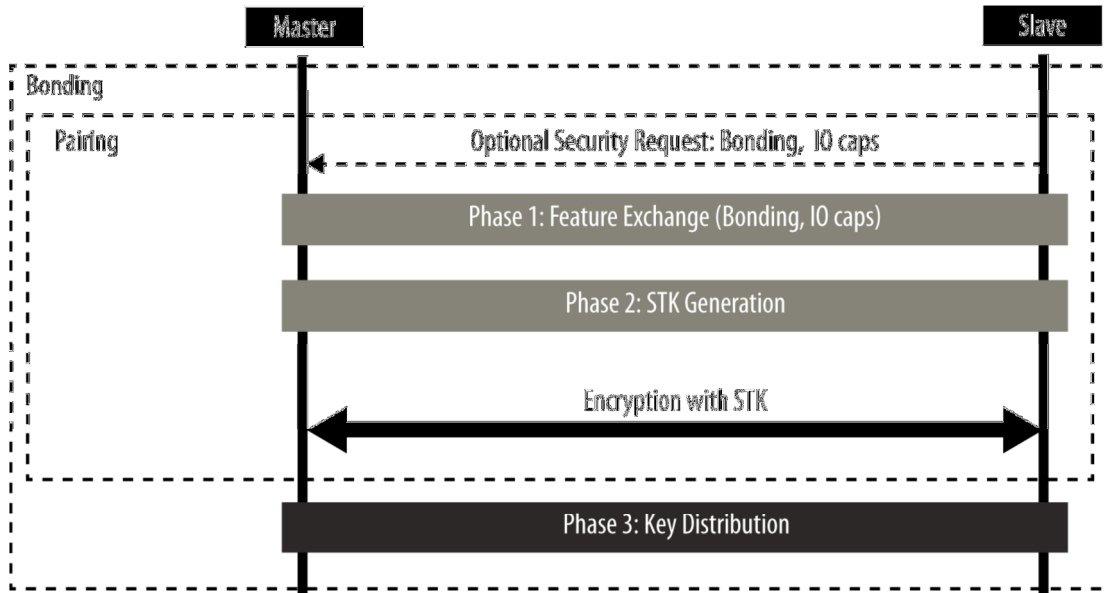 Master
Slave
Bonding
Pairing
Optional Security Request: Bonding, IO caps
Phase 1: Feature Exchange (Bonding, IO caps)
Phase 2: STK Generation
Encryption with STK
Phase 3: Key Distribution